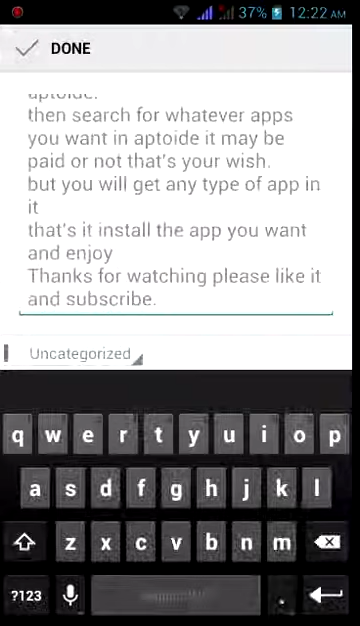 37% 12:22 AM
DONE
aptoide.
then search for whatever apps
you want in aptoide it may be
paid or not that's your wish.
but you will get any type of app in
it
that's it install the app you want
and enjoy
Thanks for watching please like it
and subscribe.
Uncategorized
q w e r t y u i o p
a s d f g h j k l
z x c v b n m
?123 .